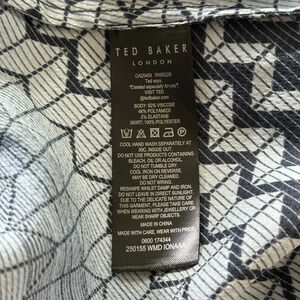 TED BAKER
LONDON
CA25459 RN95028
Ted says,
"Created especially for you".
VISIT TED
@tedbaker.com
BODY: 52% VISCOSE
46% POLYAMIDE
2% ELASTANE
SKIRT: 100% POLYESTER
COOL HAND WASH SEPARATELY AT
30C, INSIDE OUT.
DO NOT USE PRODUCTS CONTAINING
BLEACH, OIL OR ALCOHOL.
DO NOT TUMBLE DRY.
COOL IRON ON REVERSE
MAY BE DRY CLEANED.
DO NOT WRING.
RESHAPE WHILST DAMP AND IRON.
DO NOT LEAVE IN DIRECT SUNLIGHT.
DUE TO THE DELICATE NATURE OF
THIS GARMENT, PLEASE TAKE CARE
WHEN WEARING WITH JEWELLERY OR
NEAR SHARP OBJECTS.
MADE IN CHINA
MADE WITH CARE, WEAR WITH PRIDE.
0600 174344
250155 WMD IONAAA